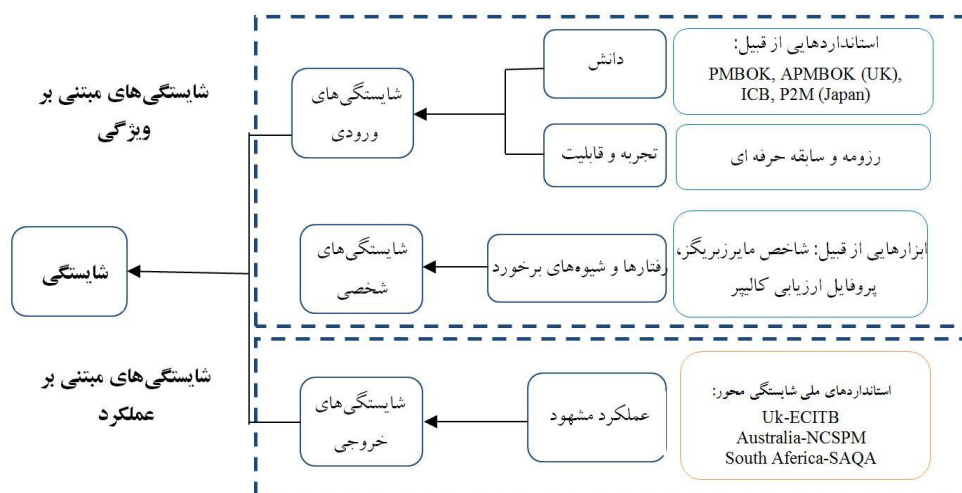 استانداردهایی از قبیل:
PMBOK, APMBOK (UK),
ICB, P2M (Japan)
دانش
شایستگی‌های
ورودی
شایستگی‌های مبتنی بر
ویژگی
رزومه و سابقه حرفه ای
تجربه و قابلیت
ابزارهایی از قبیل: شاخص مایرزبریگز،
پروفایل ارزیابی کالیپر
رفتارها و شیوه‌های برخورد
شایستگی‌های
شخصی
شایستگی
استانداردهای ملی شایستگی محور:
Uk-ECITB
Australia-NCSPM
South Aferica-SAQA
عملکرد مشهود
شایستگی‌های
خروجی
شایستگی‌های مبتنی بر
عملکرد